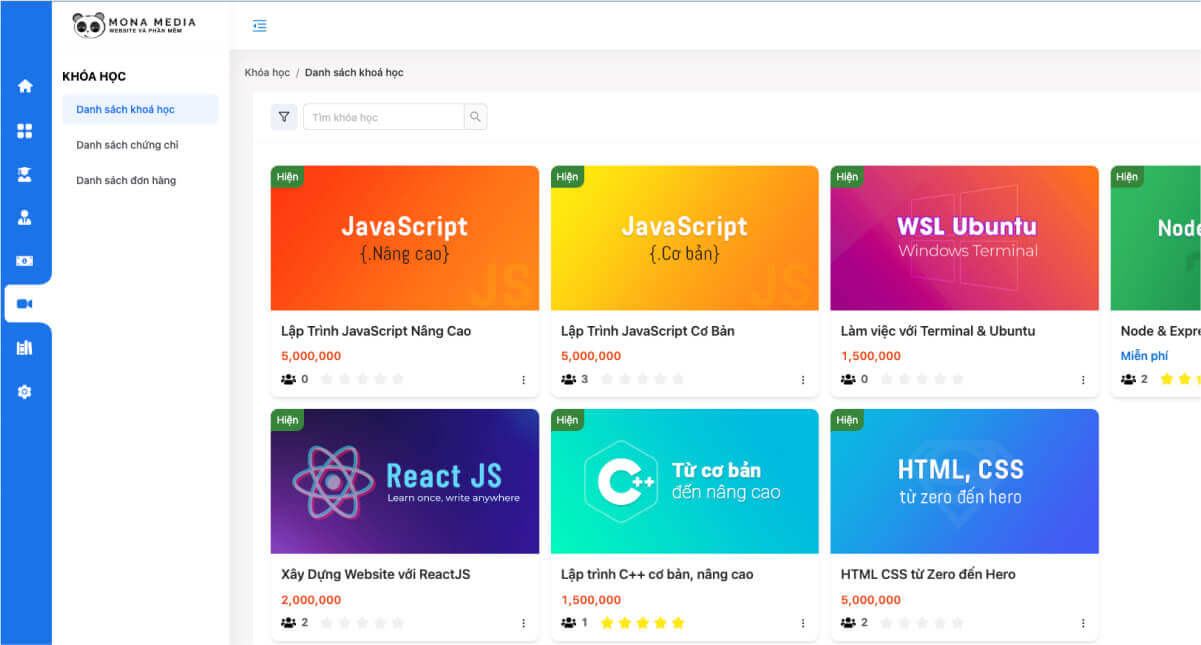 MONA MEDIA
WEBSITE VÀ PHẦN MỀM
KHÓA HỌC
Danh sách khoá học
Danh sách chứng chỉ
Danh sách đơn hàng
Khóa học / Danh sách khoá học
Tìm khóa học
Hiện
JavaScript
{.Nâng cao}
JS
Lập Trình JavaScript Nâng Cao
5,000,000
0
Hiện
JavaScript
{.Cơ bản}
JS
Lập Trình JavaScript Cơ Bản
5,000,000
3
Hiện
WSL Ubuntu
Windows Terminal
Làm việc với Terminal & Ubuntu
1,500,000
0
Hiện
Node
Node & Expre
Miễn phí
2
Hiện
React JS
Learn once, write anywhere
Xây Dựng Website với ReactJS
2,000,000
2
Hiện
C++
Từ cơ bản
đến nâng cao
Lập trình C++ cơ bản, nâng cao
1,500,000
1
Hiện
HTML, CSS
từ zero đến hero
HTML CSS từ Zero đến Hero
5,000,000
2